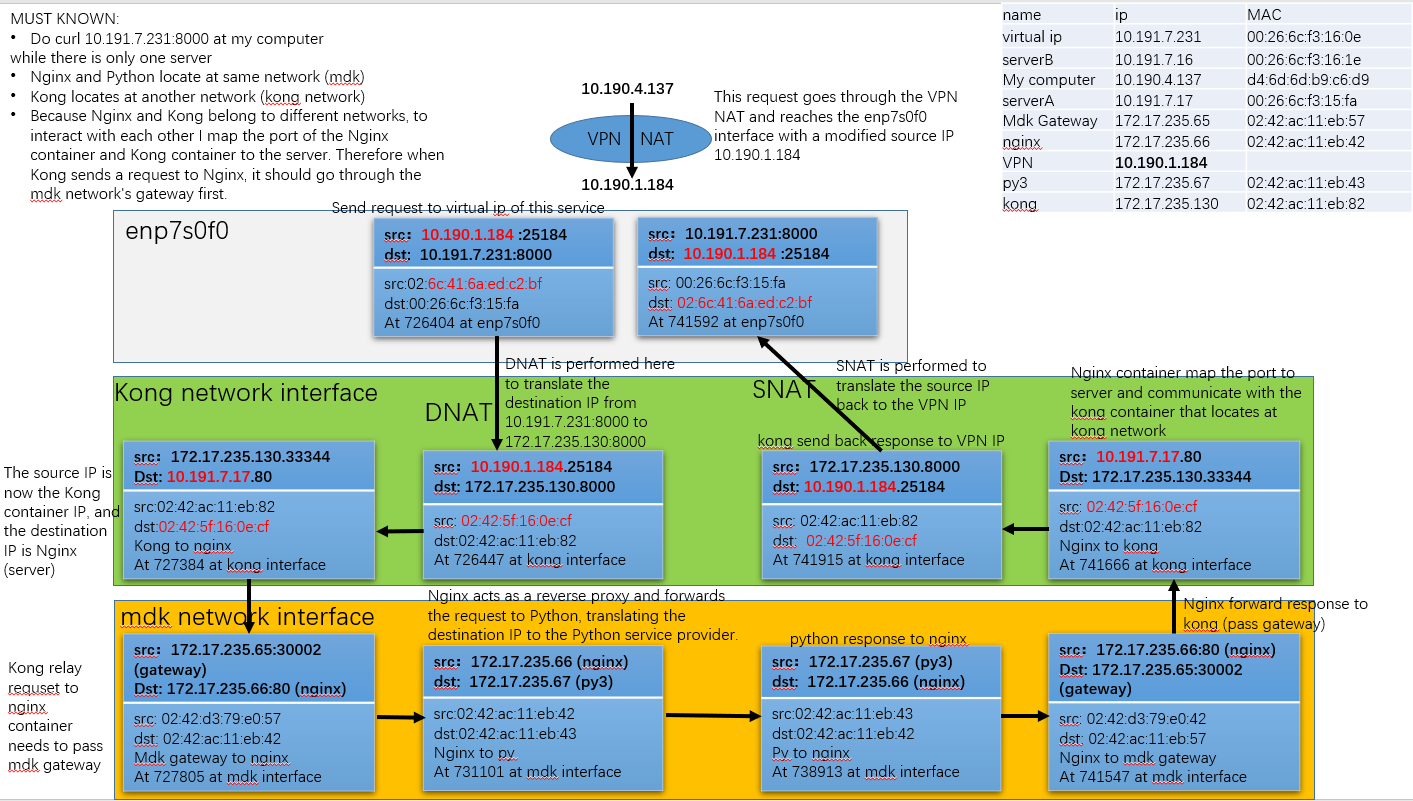 MUST KNOWN:
• Do curl 10.191.7.231:8000 at my computer
while there is only one server
• Nginx and Python locate at same network (mdk)
• Kong locates at another network (kong network)
• Because Nginx and Kong belong to different networks, to
interact with each other I map the port of the Nginx
container and Kong container to the server. Therefore when
Kong sends a request to Nginx, it should go through the
mdk network's gateway first.
10.190.4.137
VPN NAT
10.190.1.184
This request goes through the VPN
NAT and reaches the enp7s0f0
interface with a modified source IP
10.190.1.184
name ip MAC
virtual ip 10.191.7.231 00:26:6c:f3:16:0e
serverB 10.191.7.16 00:26:6c:f3:16:1e
My computer 10.190.4.137 d4:6d:6d:b9:c6:d9
serverA 10.191.7.17 00:26:6c:f3:15:fa
Mdk Gateway 172.17.235.65 02:42:ac:11:eb:57
nginx 172.17.235.66 02:42:ac:11:eb:42
VPN 10.190.1.184
py3 172.17.235.67 02:42:ac:11:eb:43
kong 172.17.235.130 02:42:ac:11:eb:82
Send request to virtual ip of this service
enp7s0f0
src: 10.190.1.184 :25184
dst: 10.191.7.231:8000
src:02:6c:41:6a:ed:c2:bf
dst:00:26:6c:f3:15:fa
At 726404 at enp7s0f0
src: 10.191.7.231:8000
dst: 10.190.1.184 :25184
src: 00:26:6c:f3:15:fa
dst: 02:6c:41:6a:ed:c2:bf
At 741592 at enp7s0f0
Kong network interface
DNAT
DNAT is performed here
to translate the
destination IP from
10.191.7.231:8000 to
172.17.235.130:8000
SNAT
SNAT is performed to
translate the source IP
back to the VPN IP
kong send back response to VPN IP
Nginx container map the port to
server and communicate with the
kong container that locates at
kong network
The source IP is
now the Kong
container IP, and
the destination
IP is Nginx
(server)
src: 172.17.235.130.33344
Dst: 10.191.7.17.80
src:02:42:ac:11:eb:82
dst:02:42:5f:16:0e:cf
Kong to nginx
At 727384 at kong interface
src: 10.190.1.184.25184
dst: 172.17.235.130.8000
src: 02:42:5f:16:0e:cf
dst:02:42:ac:11:eb:82
At 726447 at kong interface
src: 172.17.235.130.8000
dst: 10.190.1.184.25184
src: 02:42:ac:11:eb:82
dst: 02:42:5f:16:0e:cf
At 741915 at kong interface
src: 10.191.7.17.80
dst: 172.17.235.130.33344
src: 02:42:5f:16:0e:cf
dst:02:42:ac:11:eb:82
Nginx to kong
At 741666 at kong interface
mdk network interface
Nginx acts as a reverse proxy and forwards
the request to Python, translating the
destination IP to the Python service provider.
python response to nginx
Nginx forward response to
kong (pass gateway)
Kong relay
requset to
nginx
container
needs to pass
mdk gateway
src: 172.17.235.65:30002
(gateway)
Dst: 172.17.235.66:80 (nginx)
src: 02:42:d3:79:e0:57
dst: 02:42:ac:11:eb:42
Mdk gateway to nginx
At 727805 at mdk interface
src: 172.17.235.66 (nginx)
dst: 172.17.235.67 (py3)
src:02:42:ac:11:eb:42
dst:02:42:ac:11:eb:43
Nginx to py
At 731101 at mdk interface
src: 172.17.235.67 (py3)
dst: 172.17.235.66 (nginx)
src:02:42:ac:11:eb:43
dst:02:42:ac:11:eb:42
Py to nginx
At 738913 at mdk interface
src: 172.17.235.66:80 (nginx)
Dst: 172.17.235.65:30002
(gateway)
src: 02:42:d3:79:e0:42
dst: 02:42:ac:11:eb:57
Nginx to mdk gateway
At 741547 at mdk interface